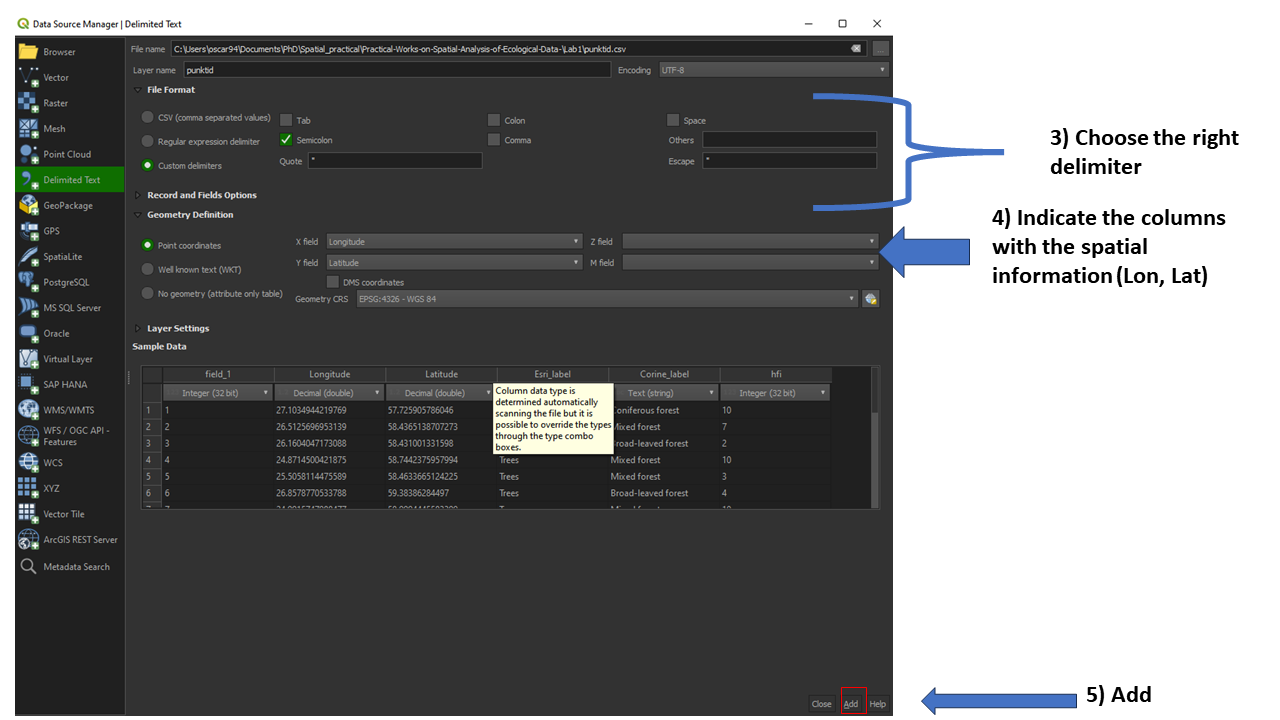 Data Source Manager | Delimited Text
Browser
Vector
Raster
Mesh
Point Cloud
Delimited Text
GeoPackage
GPS
SpatiaLite
PostgreSQL
MS SQL Server
Oracle
Virtual Layer
SAP HANA
WMS/WMTS
WFS / OGC API -
Features
WCS
XYZ
Vector Tile
ArcGIS REST Server
Metadata Search
File name C:\Users\oscar94\Documents\PhD\Spatial_practical\Practical-Works-on-Spatial-Analysis-of-Ecological-Data-\Lab1\punktid.csv ...
Layer name punktid Encoding UTF-8
File Format
CSV (comma separated values) Tab Colon Space
Regular expression delimiter Semicolon Comma Others
Custom delimiters Quote " Escape "
Record and Fields Options
Geometry Definition
Point coordinates X field Longitude Z field
Well known text (WKT) Y field Latitude M field
DMS coordinates
No geometry (attribute only table) Geometry CRS EPSG:4326 - WGS 84
Layer Settings
Sample Data
field_1 Longitude Latitude Esri_label Corine_label hfi
Integer (32 bit) Decimal (double) Decimal (double) Text (string) Integer (32 bit)
1 1 27.1034944219769 57.725905786046 Coniferous forest 10
2 2 26.5125696953139 58.4365138707273 Mixed forest 7
3 3 26.1604047173088 58.431001331598 Broad-leaved forest 2
4 4 24.8714500421875 58.7442375957994 Trees Mixed forest 10
5 5 25.5058114475589 58.4633665124225 Trees Mixed forest 3
6 6 26.8578770533788 59.38386284497 Trees Broad-leaved forest 4
Column data type is
determined automatically
scanning the file but it is
possible to override the types
through the type combo
boxes.
Close Add Help
3) Choose the right
delimiter
4) Indicate the columns
with the spatial
information (Lon, Lat)
5) Add